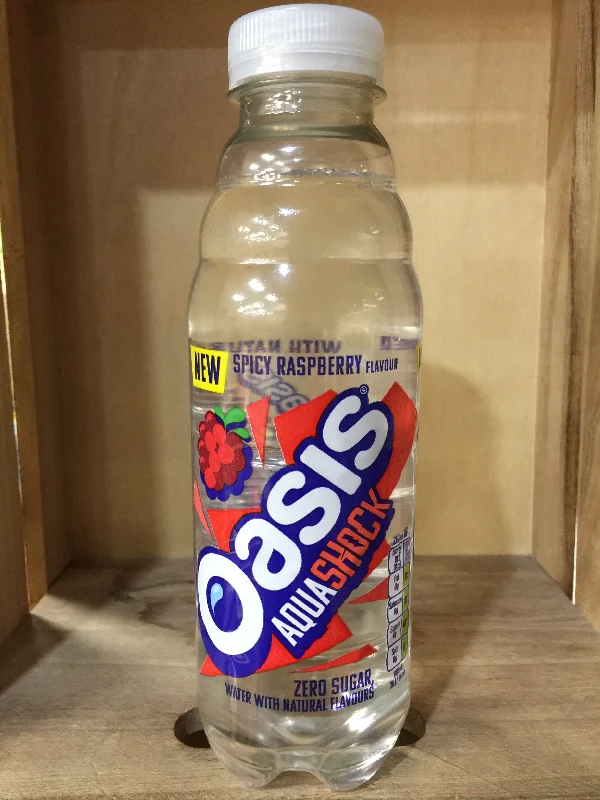 NEW
SPICY RASPBERRY FLAVOUR
Oasis®
AQUASHOCK
ZERO SUGAR,
WATER WITH NATURAL FLAVOURS